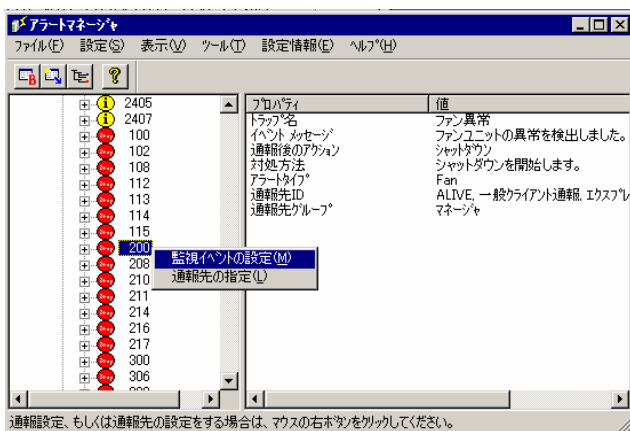 アラートマネージャ
ファイル(F) 設定(S) 表示(V) ツール(T) 設定情報(E) ヘルプ(H)
2405
2407
100
102
108
112
113
114
115
200
208
210
211
214
216
217
300
306
監視イベントの設定(M)
通報先の指定(L)
プロパティ 値
トラップ名 ファン異常
イベント メッセージ ファンユニットの異常を検出しました。
通報後のアクション シャットダウン
対処方法 シャットダウンを開始します。
アラートタイプ Fan
通報先ID ALIVE, 一般クライアント通報, エクスプレ
通報先グループ マネージャ
通報設定、もしくは通報先の設定をする場合は、マウスの右ボタンをクリックしてください。